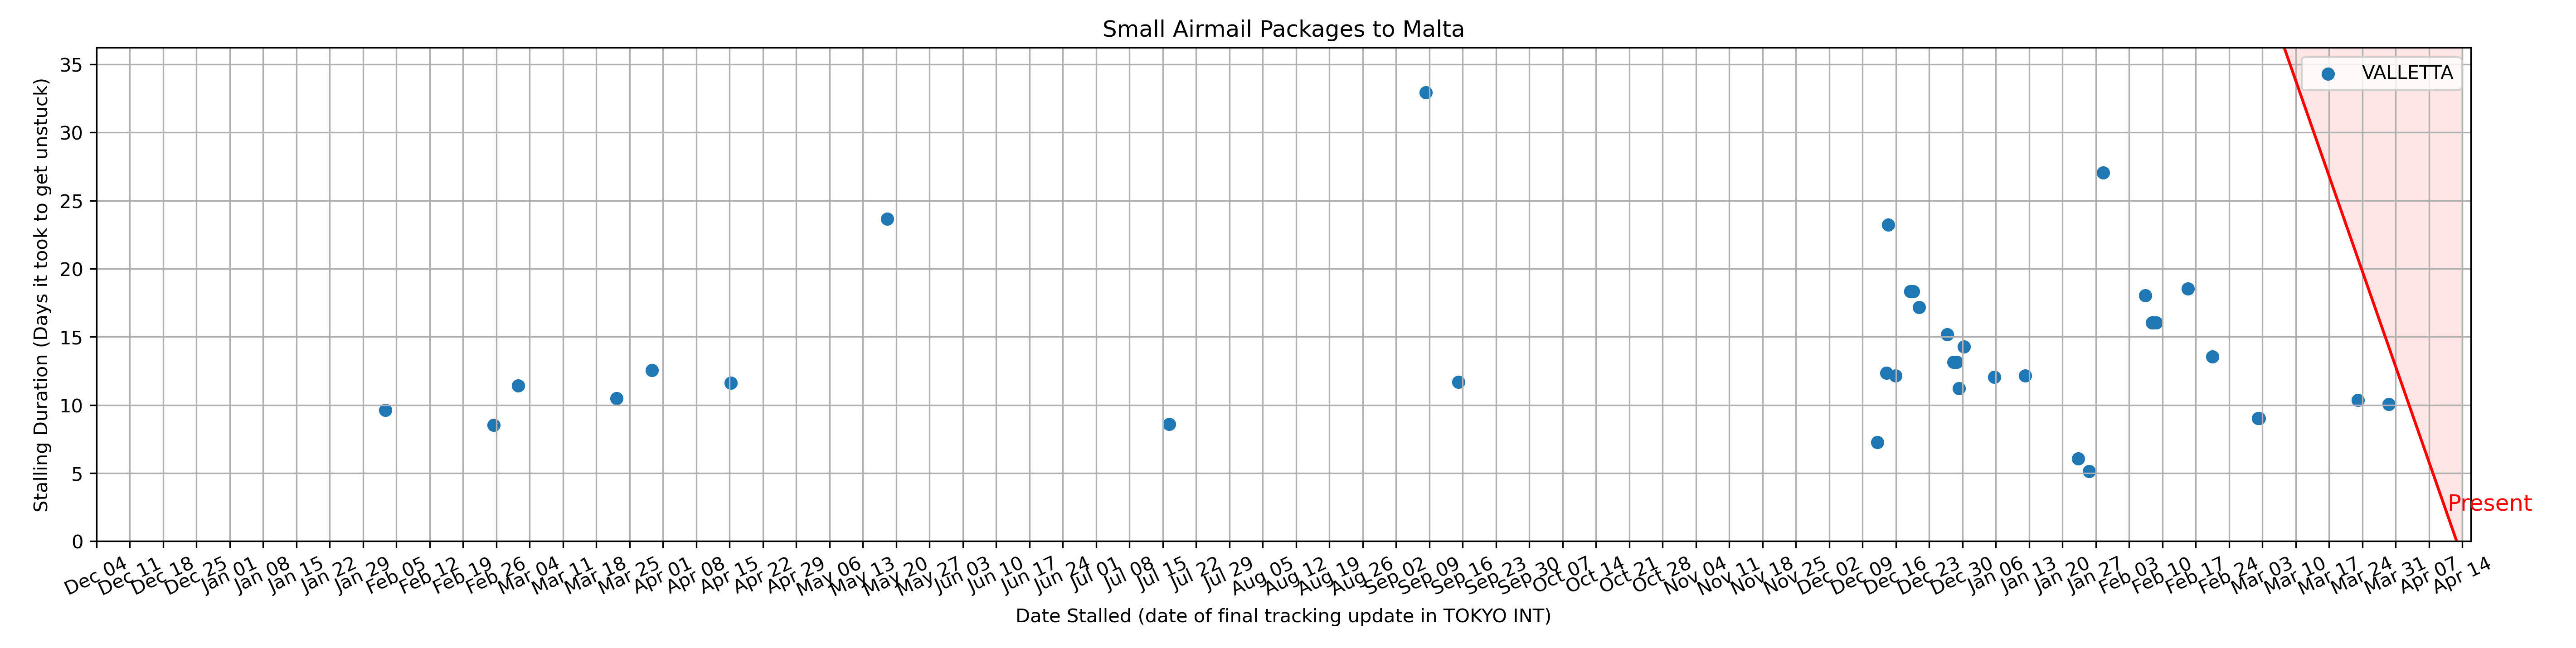 Small Airmail Packages to Malta
VALLETTA
Stalling Duration (Days it took to get unstuck)
35
30
25
20
15
10
5
0
Present
Dec 04 Dec 11 Dec 18 Dec 25 Jan 01 Jan 08 Jan 15 Jan 22 Jan 29 Feb 05 Feb 12 Feb 19 Feb 26 Mar 04 Mar 11 Mar 18 Mar 25 Apr 01 Apr 08 Apr 15 Apr 22 Apr 29 May 06 May 13 May 20 May 27 Jun 03 Jun 10 Jun 17 Jun 24 Jul 01 Jul 08 Jul 15 Jul 22 Jul 29 Aug 05 Aug 12 Aug 19 Aug 26 Sep 02 Sep 09 Sep 16 Sep 23 Sep 30 Oct 07 Oct 14 Oct 21 Oct 28 Nov 04 Nov 11 Nov 18 Nov 25 Dec 02 Dec 09 Dec 16 Dec 23 Dec 30 Jan 06 Jan 13 Jan 20 Jan 27 Feb 03 Feb 10 Feb 17 Feb 24 Mar 03 Mar 10 Mar 17 Mar 24 Mar 31 Apr 07 Apr 14
Date Stalled (date of final tracking update in TOKYO INT)